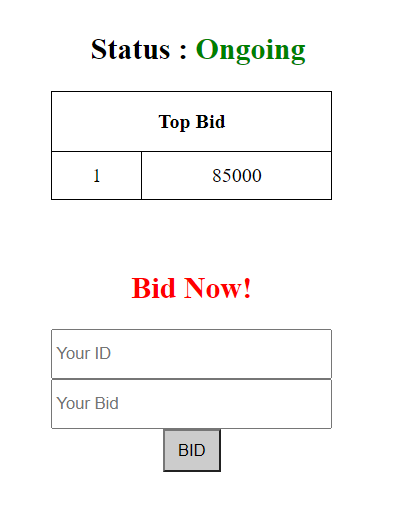 Status : Ongoing
Top Bid
1 85000
Bid Now!
Your ID
Your Bid
BID